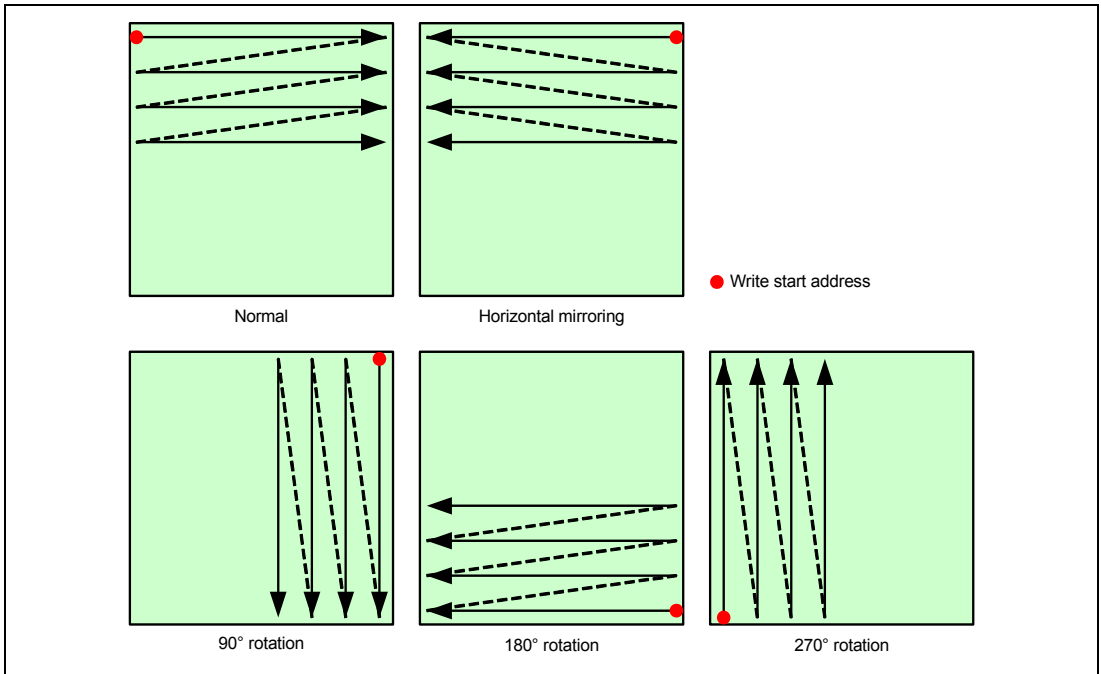 Write start address
Normal
Horizontal mirroring
90° rotation
180° rotation
270° rotation